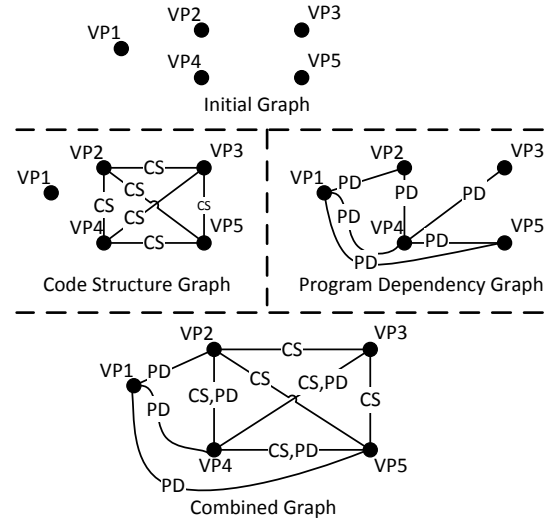 VP2 VP3
VP1
VP4 VP5
Initial Graph
VP2 VP3
CS
VP1 CS
CS CS CS
VP4 VP5
CS
Code Structure Graph
VP2 VP3
VP1 PD
PD
PD
VP4 PD PD VP5
PD
Program Dependency Graph
VP2 VP3
CS
VP1 PD
CS CS,PD
CS,PD CS
PD
CS,PD
VP4 VP5
PD
Combined Graph